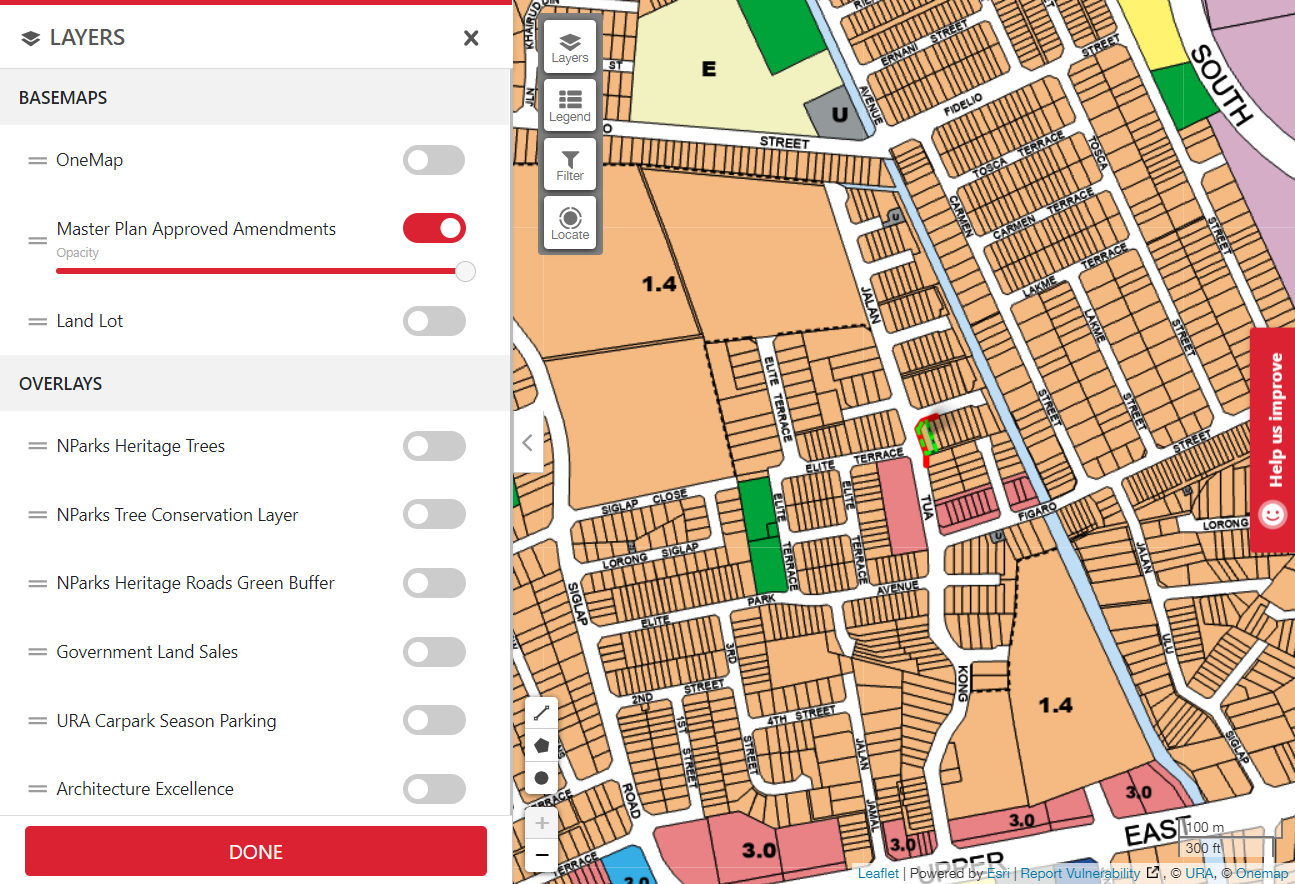 LAYERS
BASEMAPS
OneMap
Master Plan Approved Amendments
Opacity
Land Lot
OVERLAYS
NParks Heritage Trees
NParks Tree Conservation Layer
NParks Heritage Roads Green Buffer
Government Land Sales
URA Carpark Season Parking
Architecture Excellence
DONE
Layers
Legend
Filter
Locate
KHAIRUDDIN
JLN
ST
E
U
AVENUE
STREET
ERNANI STREET
STREET
SOUTH
FIDELIO
TOSCA TERRACE
TOSCA
CARMEN
CARMEN TERRACE
U
STREET
LAKME TERRACE
LAKME
STREET
1.4
JALAN
ELITE TERRACE
STREET
STREET
STREET
ELITE TERRACE
ELITE
ELITE
TUA
FIGARO
U
SIGLAP CLOSE
LORONG SIGLAP
TERRACE
TERRACE
LORONG
JALAN
SIGLAP
PARK
AVENUE
ELITE
3RD
KONG
ULU
2ND STREET
1ST
STREET
STREET
4TH STREET
1.4
JALAN
SIGLAP
ROAD
TERRACE
JAMAL
3.0
3.0
3.0
3.0
UPPER
EAST
TERRACE
Help us improve
+
−
100 m
300 ft
Leaflet | Powered by Esri | Report Vulnerability , © URA, © Onemap